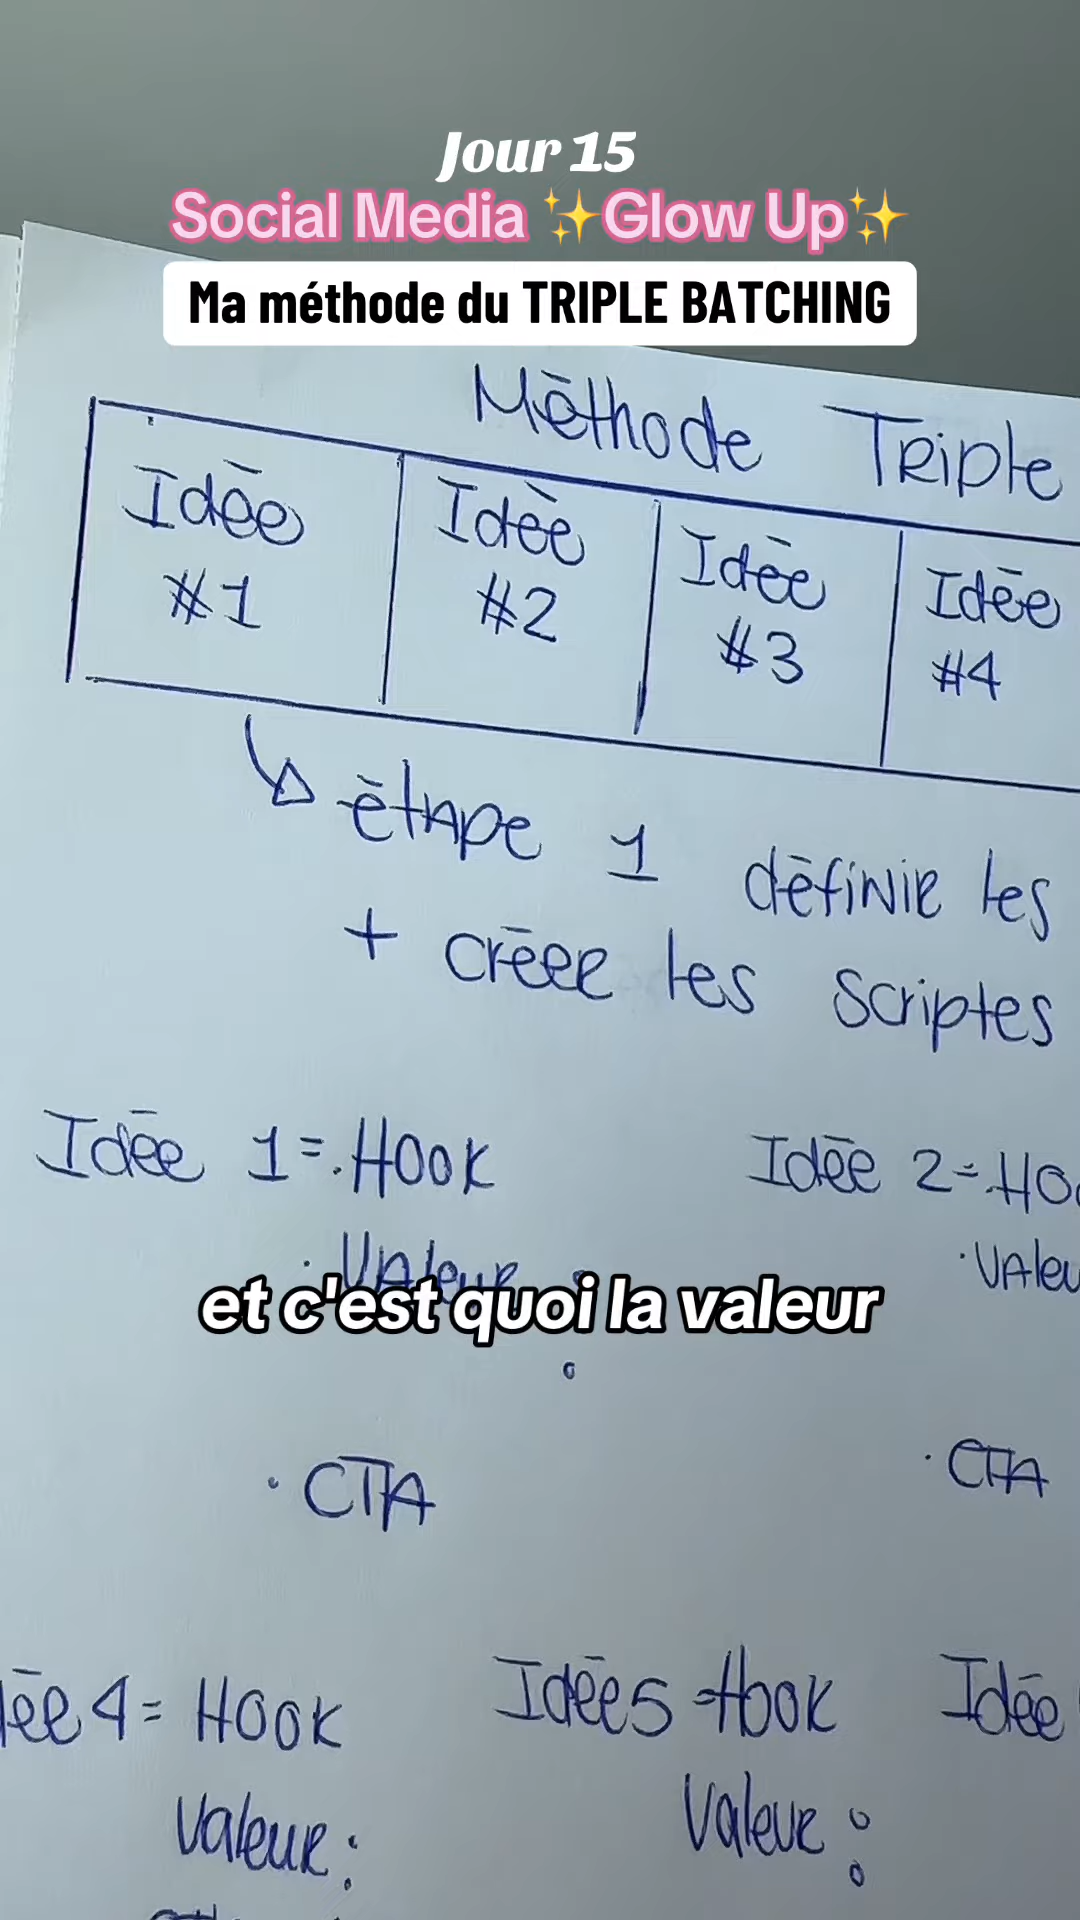 Jour 15
Social Media ✨Glow Up✨
Ma méthode du TRIPLE BATCHING
Méthode Triple
Idée #1
Idée #2
Idée #3
Idée #4
étape 1 définir les
+ créer les scriptes
Idée 1 = . Hook
Idée 2 = .
· Valeur
et c'est quoi la valeur
· CTA
· CTA
4 = Hook
Idée 5 = Hook
Idée
Valeur :
Valeur :